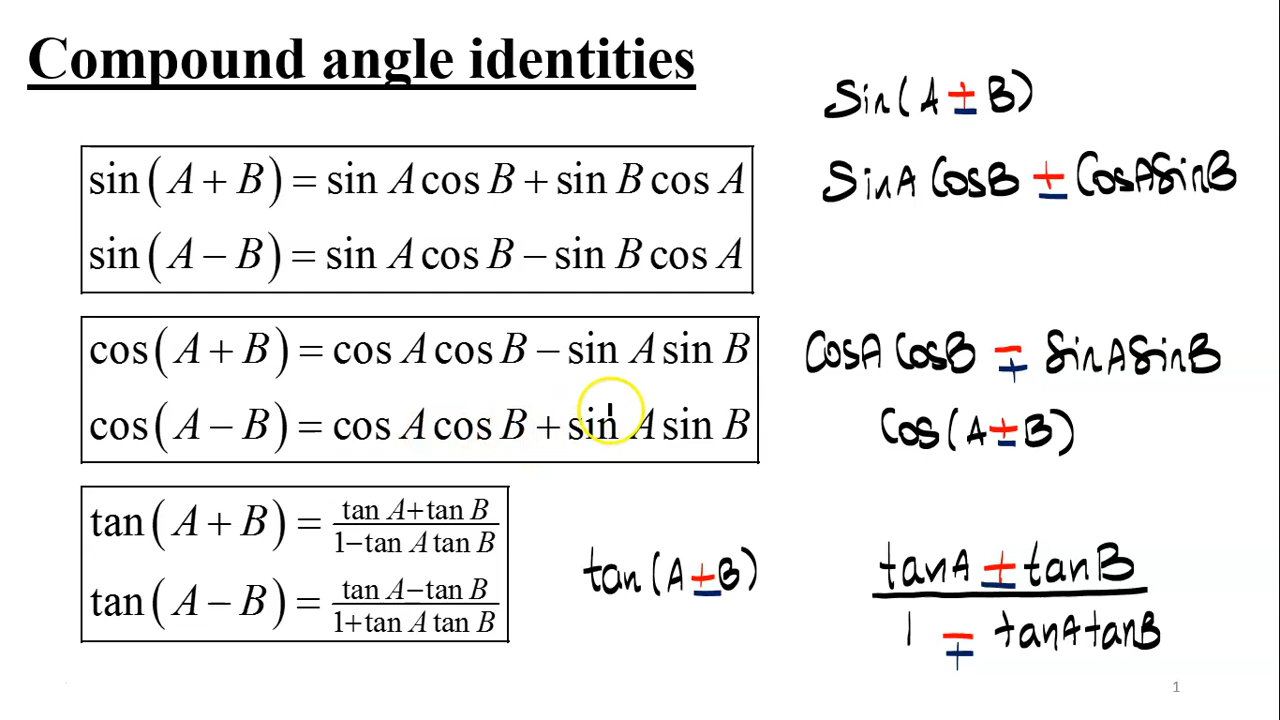 Compound angle identities
sin(A + B) = sin A cos B + sin B cos A
sin(A − B) = sin A cos B − sin B cos A
cos(A + B) = cos A cos B − sin A sin B
cos(A − B) = cos A cos B + sin A sin B
tan(A + B) = tan A+tan B / 1−tan A tan B
tan(A − B) = tan A−tan B / 1+tan A tan B
Sin(A ± B)
SinA CosB ± CosASinB
CosA CosB ∓ SinASinB
Cos(A ± B)
tan(A ± B)
tanA ± tanB
1 ∓ tanAtanB
1